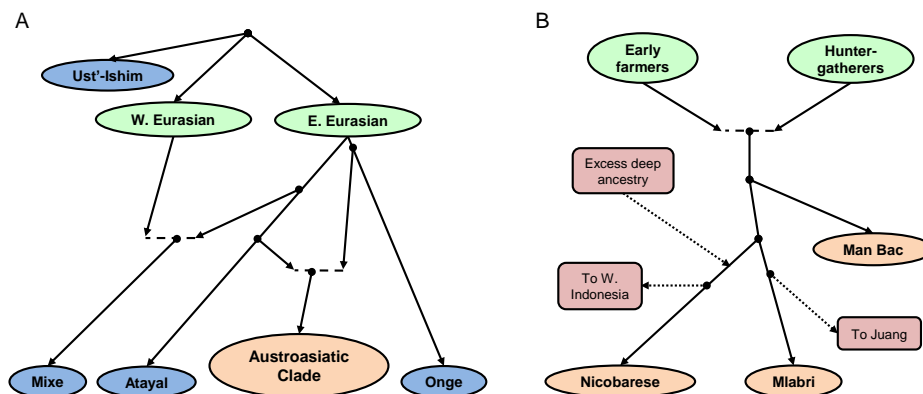 A
Ust'-Ishim
W. Eurasian
E. Eurasian
Mixe
Atayal
Austroasiatic
Clade
Onge
B
Early
farmers
Hunter-
gatherers
Excess deep
ancestry
Man Bac
To W.
Indonesia
To Juang
Nicobarese
Mlabri